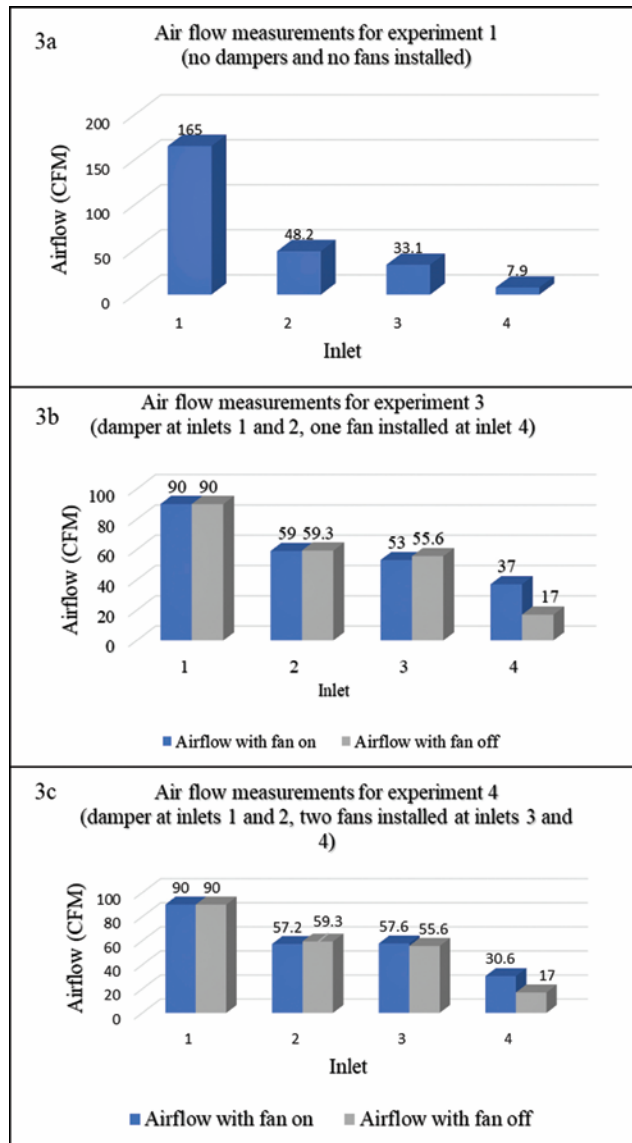 3a
Air flow measurements for experiment 1
(no dampers and no fans installed)
Airflow (CFM)
200
150
100
50
0
165
48.2
33.1
7.9
1 2 3 4
Inlet
3b
Air flow measurements for experiment 3
(damper at inlets 1 and 2, one fan installed at inlet 4)
Airflow (CFM)
100
80
60
40
20
0
90 90
59 59.3
53 55.6
37
17
1 2 3 4
Inlet
Airflow with fan on Airflow with fan off
3c
Air flow measurements for experiment 4
(damper at inlets 1 and 2, two fans installed at inlets 3 and
4)
Airflow (CFM)
100
80
60
40
20
0
90 90
57.2 59.3
57.6 55.6
30.6
17
1 2 3 4
Inlet
Airflow with fan on Airflow with fan off